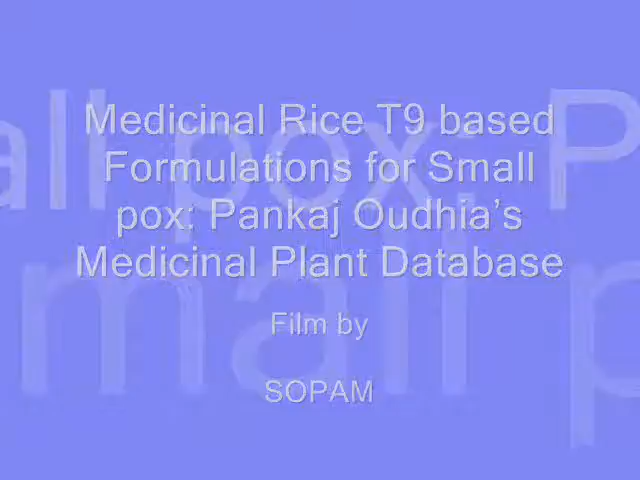 Medicinal Rice T9 based
Formulations for Small
pox: Pankaj Oudhia’s
Medicinal Plant Database
Film by
SOPAM